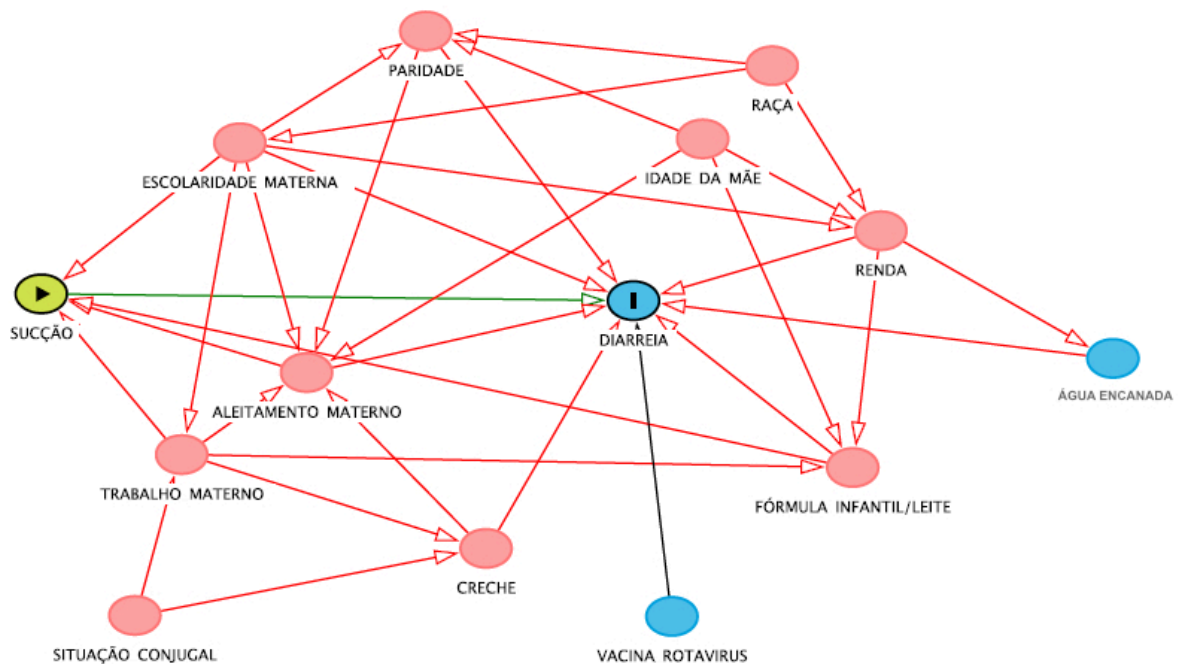 PARIDADE
RAÇA
ESCOLARIDADE MATERNA
IDADE DA MÃE
RENDA
SUCÇÃO
DIARREIA
ÁGUA ENCANADA
ALEITAMENTO MATERNO
TRABALHO MATERNO
FÓRMULA INFANTIL/LEITE
CRECHE
SITUAÇÃO CONJUGAL
VACINA ROTAVIRUS